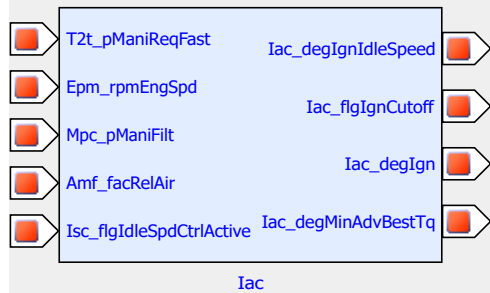 T2t_pManiReqFast
Epm_rpmEngSpd
Mpc_pManiFilt
Amf_facRelAir
Isc_flgIdleSpdCtrlActive
Iac_degIgnIdleSpeed
Iac_flgIgnCutoff
Iac_degIgn
Iac_degMinAdvBestTq
Iac